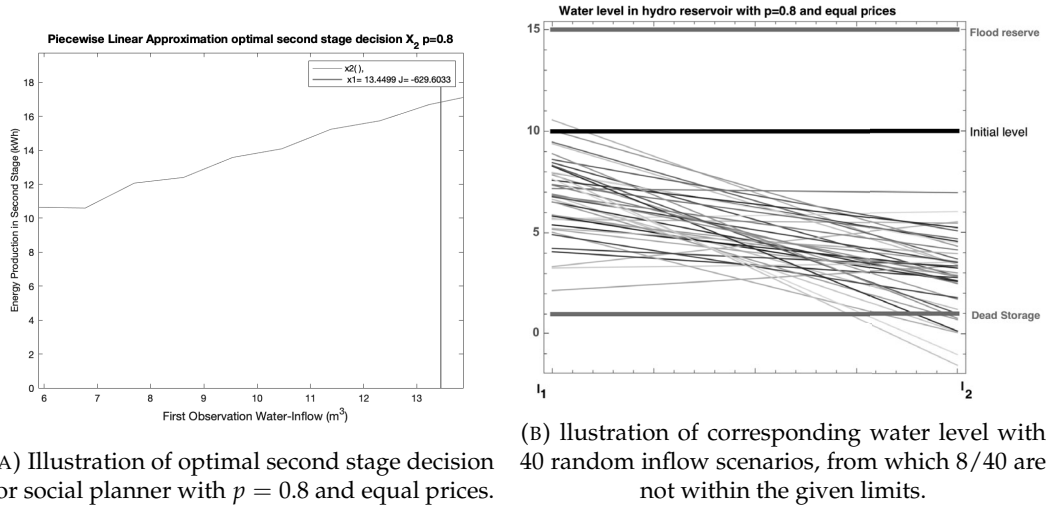 Piecewise Linear Approximation optimal second stage decision X2 p=0.8
x2(),
x1= 13.4499 J= -629.6033
Energy Production in Second Stage (kWh)
18
16
14
12
10
8
6
4
2
0
6 7 8 9 10 11 12 13
First Observation Water-Inflow (m³)
A) Illustration of optimal second stage decision
or social planner with p = 0.8 and equal prices.
Water level in hydro reservoir with p=0.8 and equal prices
15
10
5
0
Flood reserve
Initial level
Dead Storage
I1
I2
(B) llustration of corresponding water level with
40 random inflow scenarios, from which 8/40 are
not within the given limits.